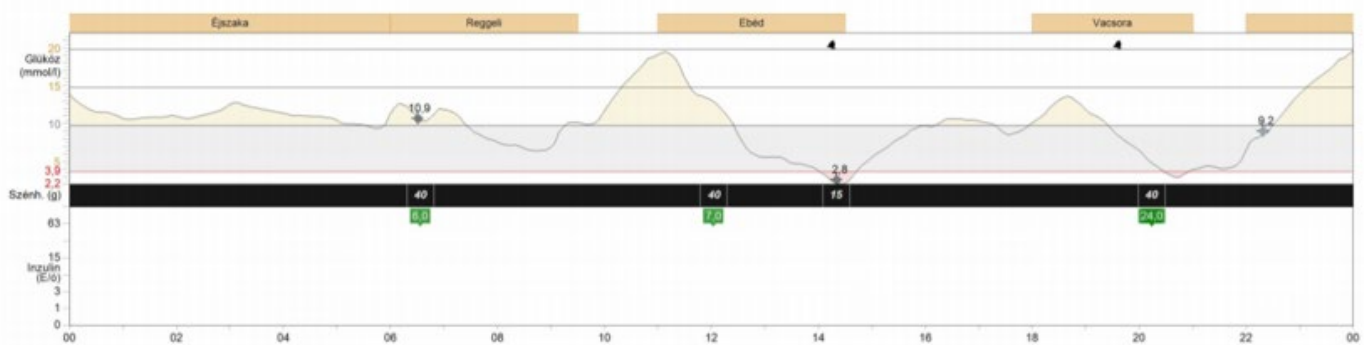 Éjszaka Reggeli Ebéd Vacsora
20
Glükóz
(mmol/l)
15
10,9
10
9,2
5
3,9
2,8
2,2
Szénh. (g) 40 40 15 40
6,0 7,0 24,0
63
15
Inzulin
(E/ó)
3
1
0
00 02 04 06 08 10 12 14 16 18 20 22 00